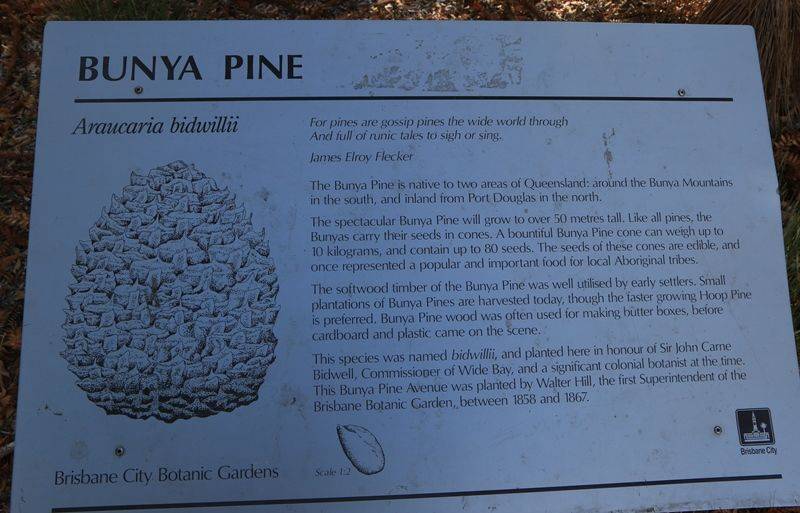 BUNYA PINE
Araucaria bidwillii
For pines are gossip pines the wide world through
And full of runic tales to sigh or sing.
James Elroy Flecker
The Bunya Pine is native to two areas of Queensland: around the Bunya Mountains
in the south, and inland from Port Douglas in the north.
The spectacular Bunya Pine will grow to over 50 metres tall. Like all pines, the
Bunyas carry their seeds in cones. A bountiful Bunya Pine cone can weigh up to
10 kilograms, and contain up to 80 seeds. The seeds of these cones are edible, and
once represented a popular and important food for local Aboriginal tribes.
The softwood timber of the Bunya Pine was well utilised by early settlers. Small
plantations of Bunya Pines are harvested today, though the faster growing Hoop Pine
is preferred. Bunya Pine wood was often used for making butter boxes, before
cardboard and plastic came on the scene.
This species was named bidwillii, and planted here in honour of Sir John Carne
Bidwell, Commissioner of Wide Bay, and a significant colonial botanist at the time.
This Bunya Pine Avenue was planted by Walter Hill, the first Superintendent of the
Brisbane Botanic Garden, between 1858 and 1867.
Brisbane City Botanic Gardens
Scale 1:2
Brisbane City